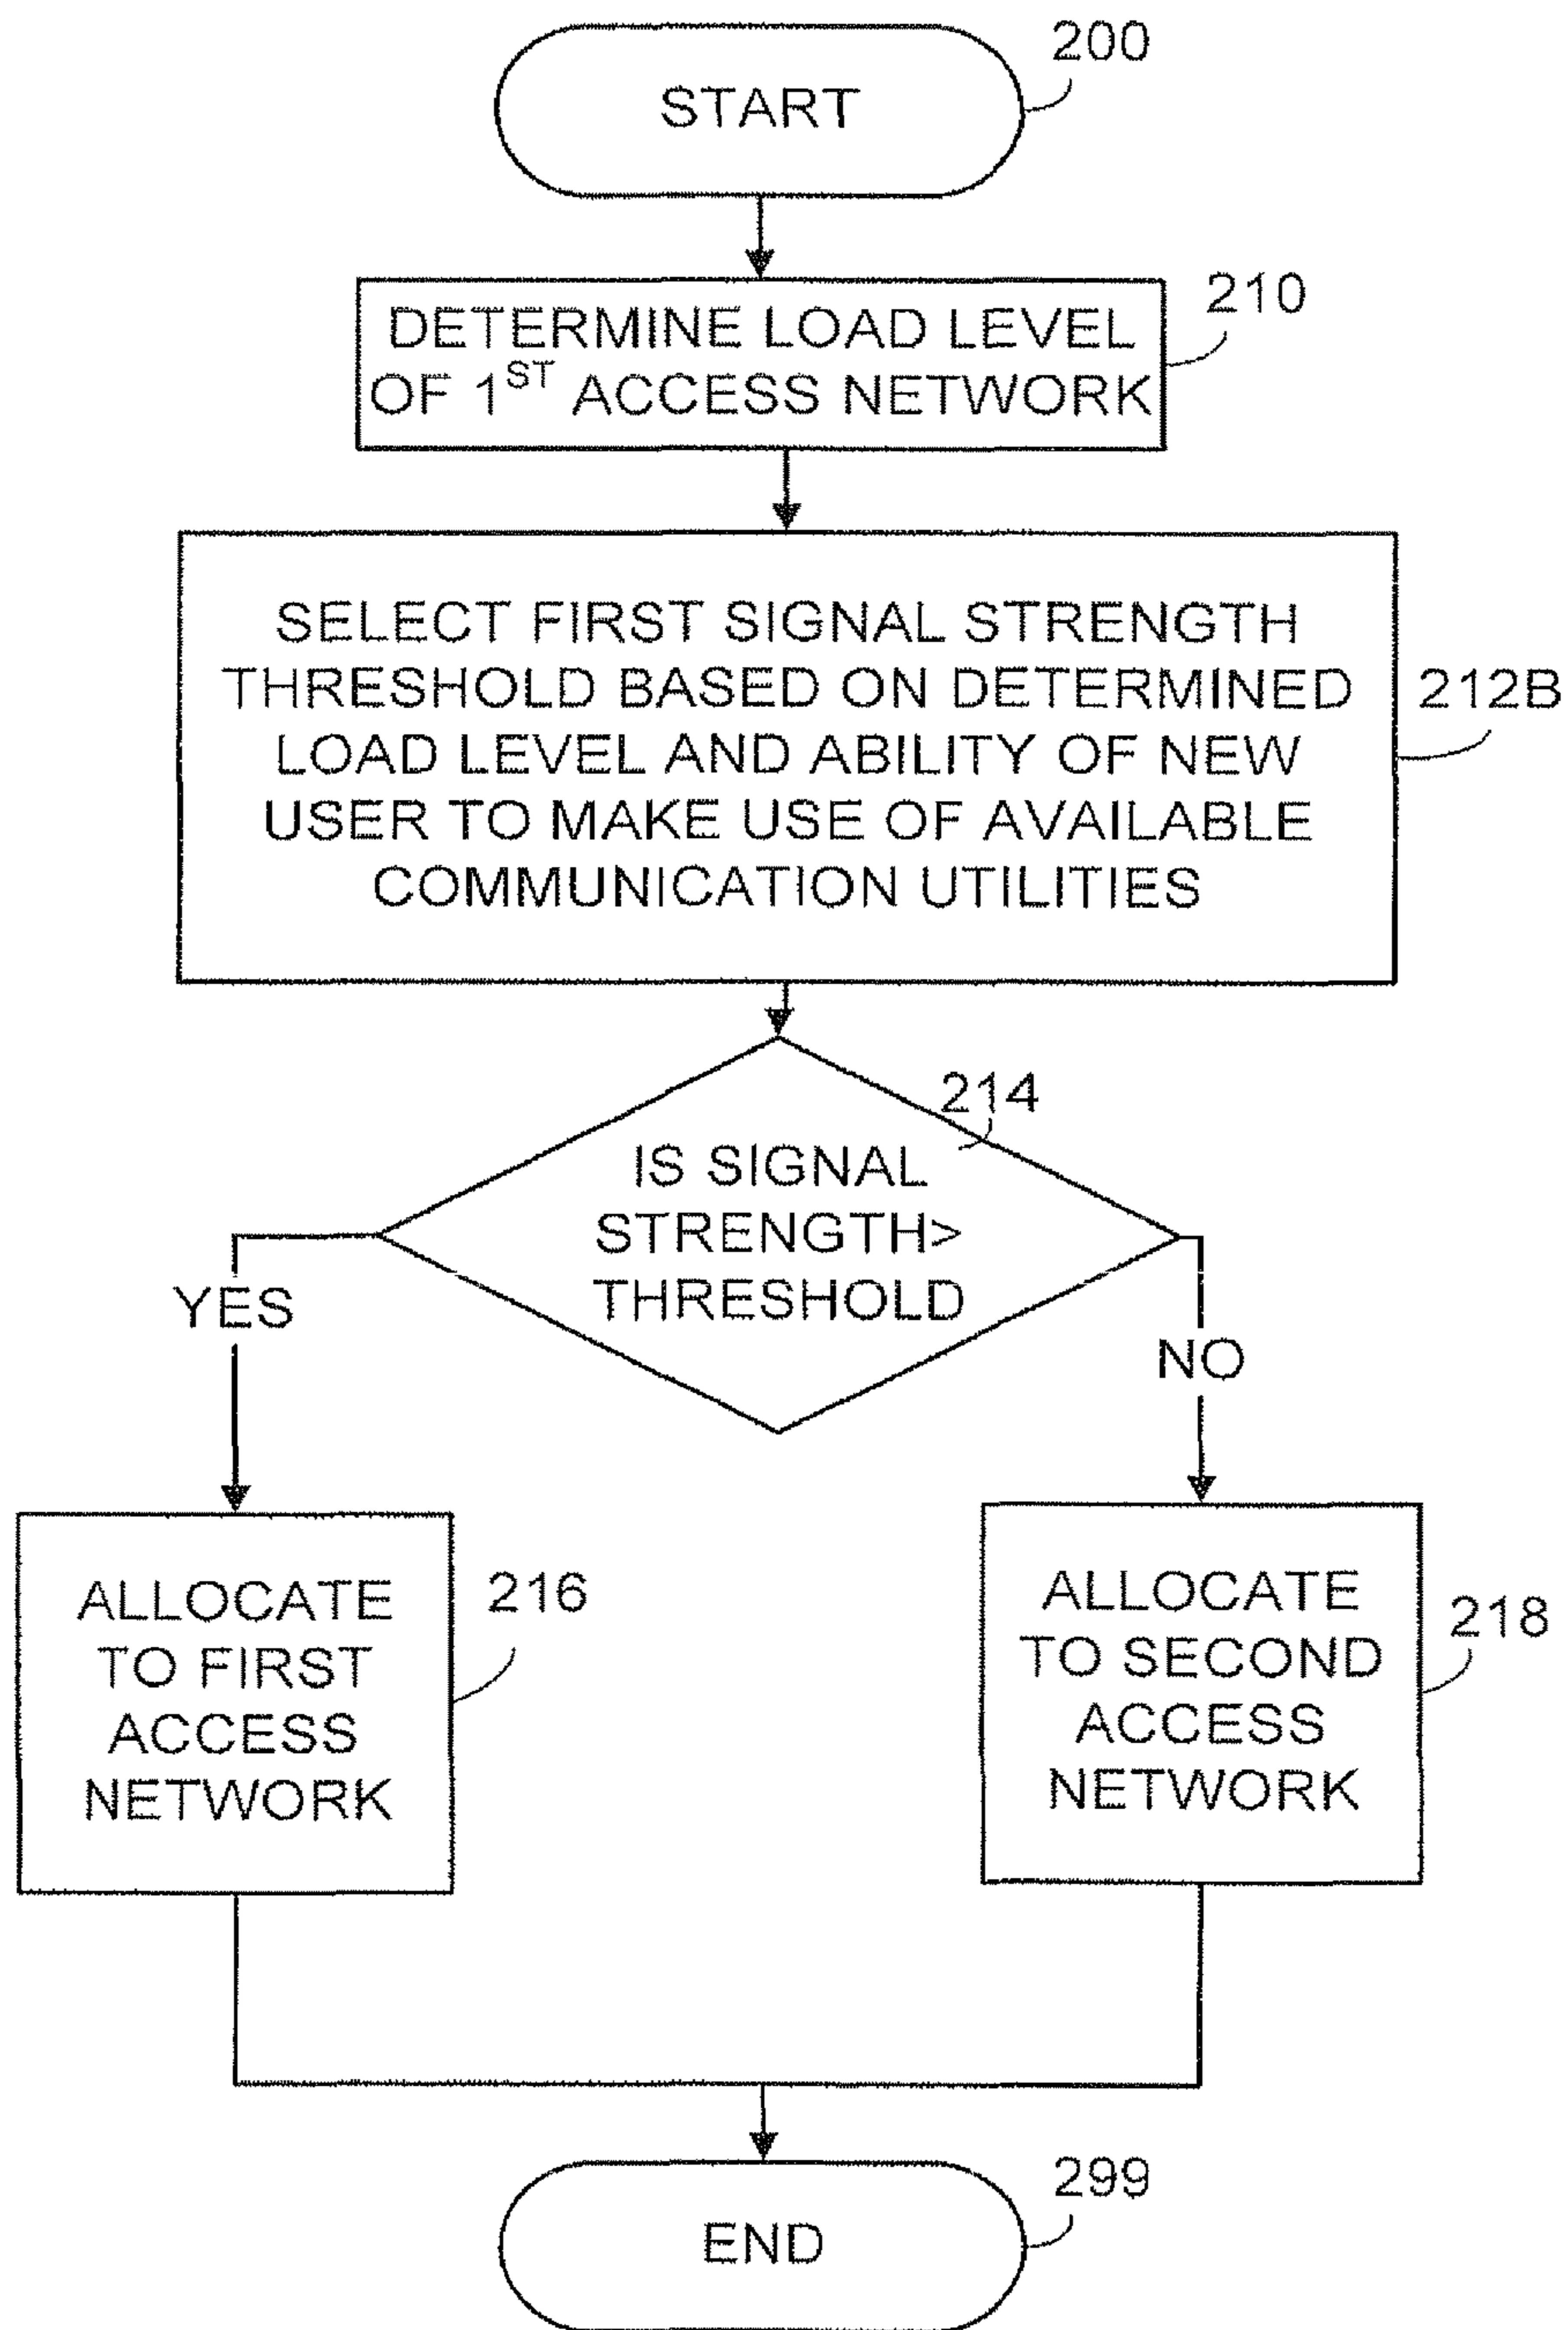 200
START
210
DETERMINE LOAD LEVEL
OF 1ST ACCESS NETWORK
SELECT FIRST SIGNAL STRENGTH
THRESHOLD BASED ON DETERMINED
212B
LOAD LEVEL AND ABILITY OF NEW
USER TO MAKE USE OF AVAILABLE
COMMUNICATION UTILITIES
214
IS SIGNAL
STRENGTH>
THRESHOLD
YES
NO
ALLOCATE
TO FIRST
ACCESS
NETWORK
216
ALLOCATE
TO SECOND
ACCESS
NETWORK
218
299
END